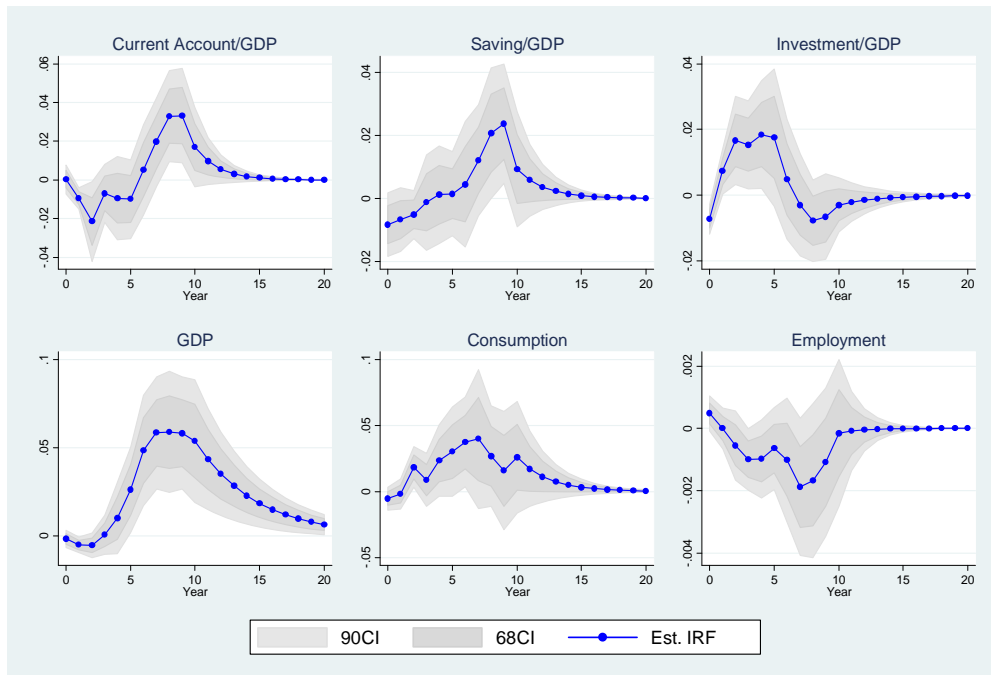 Current Account/GDP
.06
.04
.02
0
-.02
-.04
0 5 10 15 20
Year
Saving/GDP
.04
.02
0
-.02
0 5 10 15 20
Year
Investment/GDP
.04
.02
0
-.02
0 5 10 15 20
Year
GDP
.1
.05
0
0 5 10 15 20
Year
Consumption
.1
.05
0
-.05
0 5 10 15 20
Year
Employment
.002
0
-.002
-.004
0 5 10 15 20
Year
90CI 68CI Est. IRF